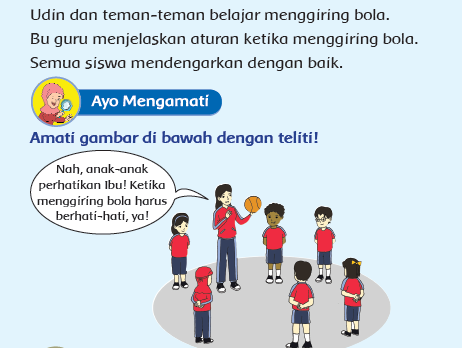 Udin dan teman-teman belajar menggiring bola.
Bu guru menjelaskan aturan ketika menggiring bola.
Semua siswa mendengarkan dengan baik.
Ayo Mengamati
Amati gambar di bawah dengan teliti!
Nah, anak-anak
perhatikan Ibu! Ketika
menggiring bola harus
berhati-hati, ya!